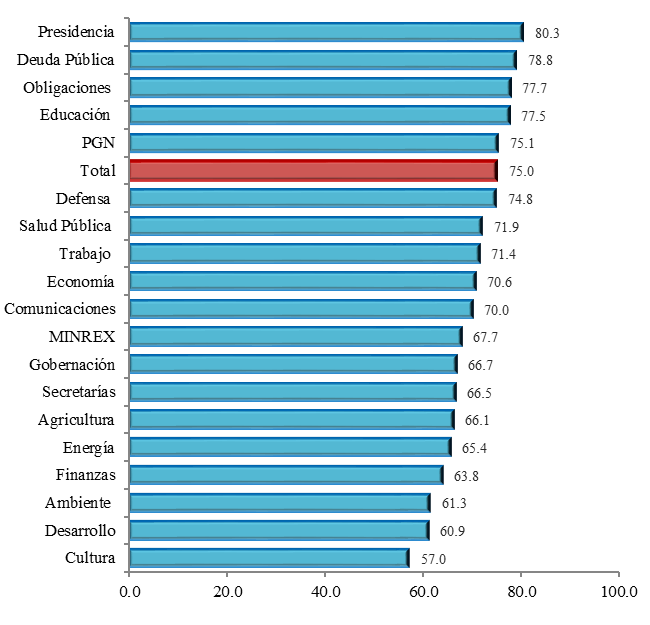 Presidencia 80.3
Deuda Pública 78.8
Obligaciones 77.7
Educación 77.5
PGN 75.1
Total 75.0
Defensa 74.8
Salud Pública 71.9
Trabajo 71.4
Economía 70.6
Comunicaciones 70.0
MINREX 67.7
Gobernación 66.7
Secretarías 66.5
Agricultura 66.1
Energía 65.4
Finanzas 63.8
Ambiente 61.3
Desarrollo 60.9
Cultura 57.0
0.0 20.0 40.0 60.0 80.0 100.0